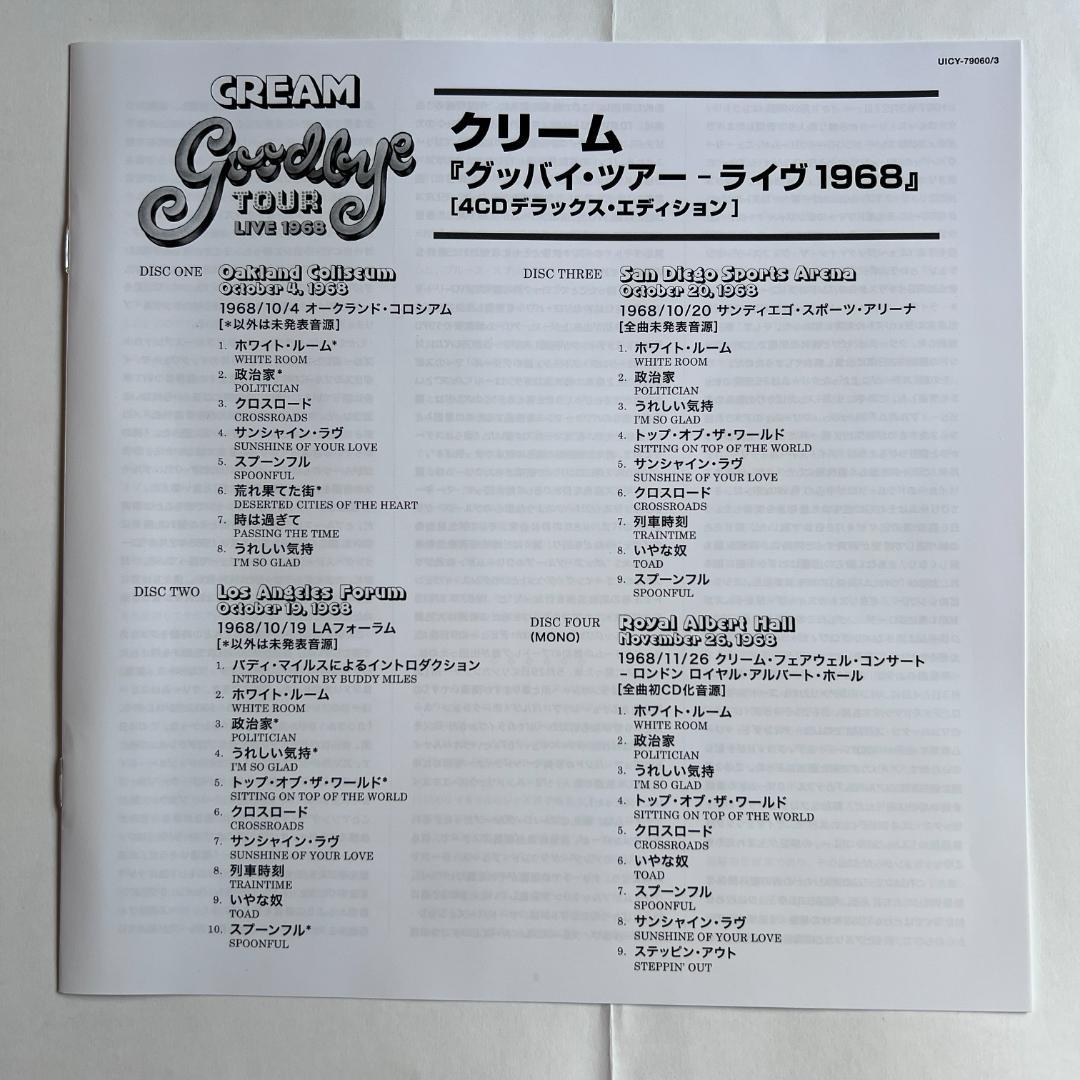 UICY-79060/3
CREAM
Goodbye
TOUR
LIVE 1968
クリーム
『グッバイ・ツアー – ライヴ 1968』
[4CDデラックス・エディション]
DISC ONE Oakland Coliseum
October 4, 1968
1968/10/4 オークランド・コロシアム
[*以外は未発表音源]
1. ホワイト・ルーム*
WHITE ROOM
2. 政治家*
POLITICIAN
3. クロスロード
CROSSROADS
4. サンシャイン・ラヴ
SUNSHINE OF YOUR LOVE
5. スプーンフル
SPOONFUL
6. 荒れ果てた街*
DESERTED CITIES OF THE HEART
7. 時は過ぎて
PASSING THE TIME
8. うれしい気持
I'M SO GLAD
DISC TWO Los Angeles Forum
October 19, 1968
1968/10/19 LAフォーラム
[*以外は未発表音源]
1. バディ・マイルスによるイントロダクション
INTRODUCTION BY BUDDY MILES
2. ホワイト・ルーム
WHITE ROOM
3. 政治家*
POLITICIAN
4. うれしい気持*
I'M SO GLAD
5. トップ・オブ・ザ・ワールド*
SITTING ON TOP OF THE WORLD
6. クロスロード
CROSSROADS
7. サンシャイン・ラヴ
SUNSHINE OF YOUR LOVE
8. 列車時刻
TRAINTIME
9. いやな奴
TOAD
10. スプーンフル*
SPOONFUL
DISC THREE San Diego Sports Arena
October 20, 1968
1968/10/20 サンディエゴ・スポーツ・アリーナ
[全曲未発表音源]
1. ホワイト・ルーム
WHITE ROOM
2. 政治家
POLITICIAN
3. うれしい気持
I'M SO GLAD
4. トップ・オブ・ザ・ワールド
SITTING ON TOP OF THE WORLD
5. サンシャイン・ラヴ
SUNSHINE OF YOUR LOVE
6. クロスロード
CROSSROADS
7. 列車時刻
TRAINTIME
8. いやな奴
TOAD
9. スプーンフル
SPOONFUL
DISC FOUR Royal Albert Hall
(MONO) November 26, 1968
1968/11/26 クリーム・フェアウェル・コンサート
– ロンドン ロイヤル・アルバート・ホール
[全曲初CD化音源]
1. ホワイト・ルーム
WHITE ROOM
2. 政治家
POLITICIAN
3. うれしい気持
I'M SO GLAD
4. トップ・オブ・ザ・ワールド
SITTING ON TOP OF THE WORLD
5. クロスロード
CROSSROADS
6. いやな奴
TOAD
7. スプーンフル
SPOONFUL
8. サンシャイン・ラヴ
SUNSHINE OF YOUR LOVE
9. ステッピン・アウト
STEPPIN' OUT